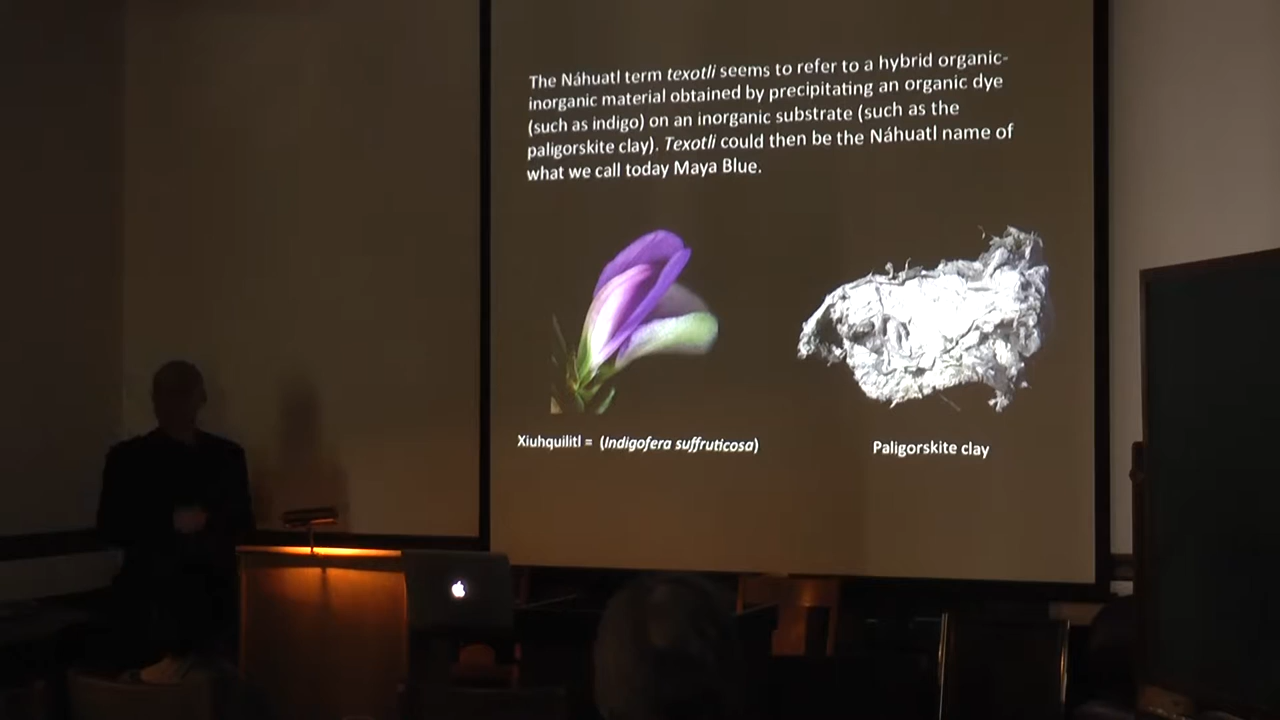 The Náhuatl term texotli seems to refer to a hybrid organic-
inorganic material obtained by precipitating an organic dye
(such as indigo) on an inorganic substrate (such as the
paligorskite clay). Texotli could then be the Náhuatl name of
what we call today Maya Blue.
Xiuhquilitl = (Indigofera suffruticosa)
Paligorskite clay